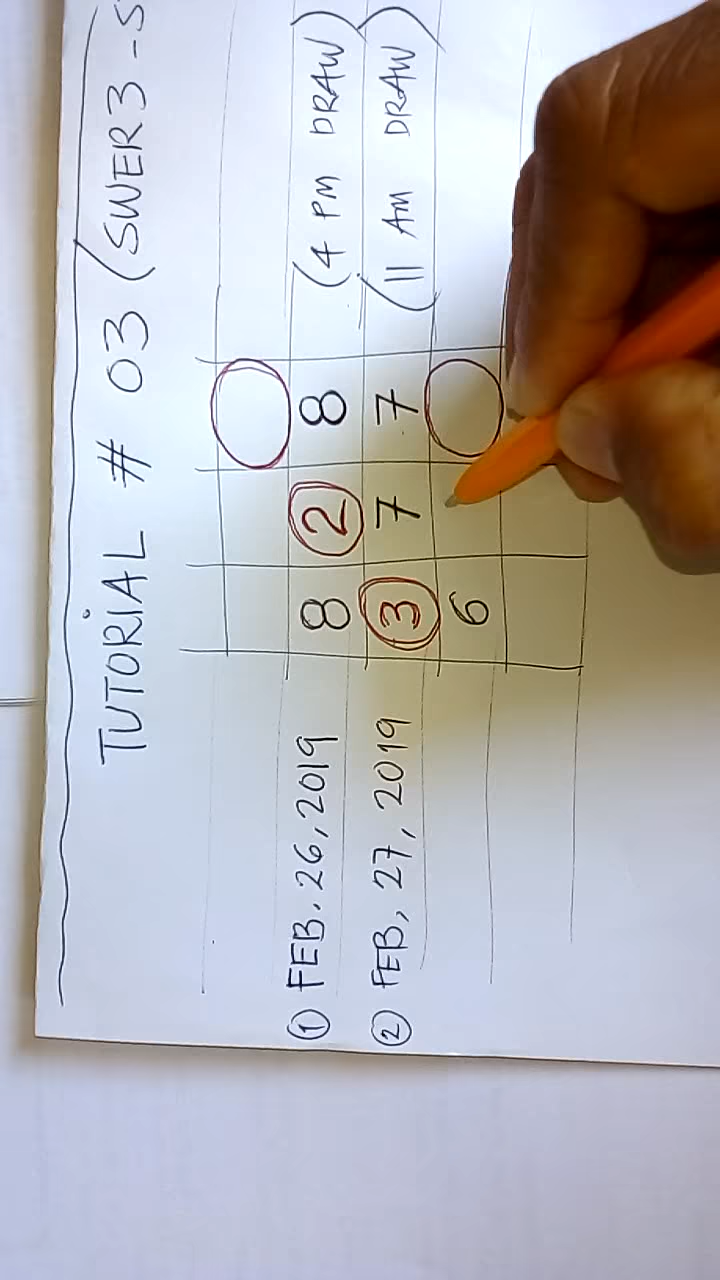 TUTORIAL # 03 (SWER3-S
① FEB. 26, 2019 8 2 8 (4 PM DRAW)
② FEB, 27, 2019 3 7 7 (11 AM DRAW)
6